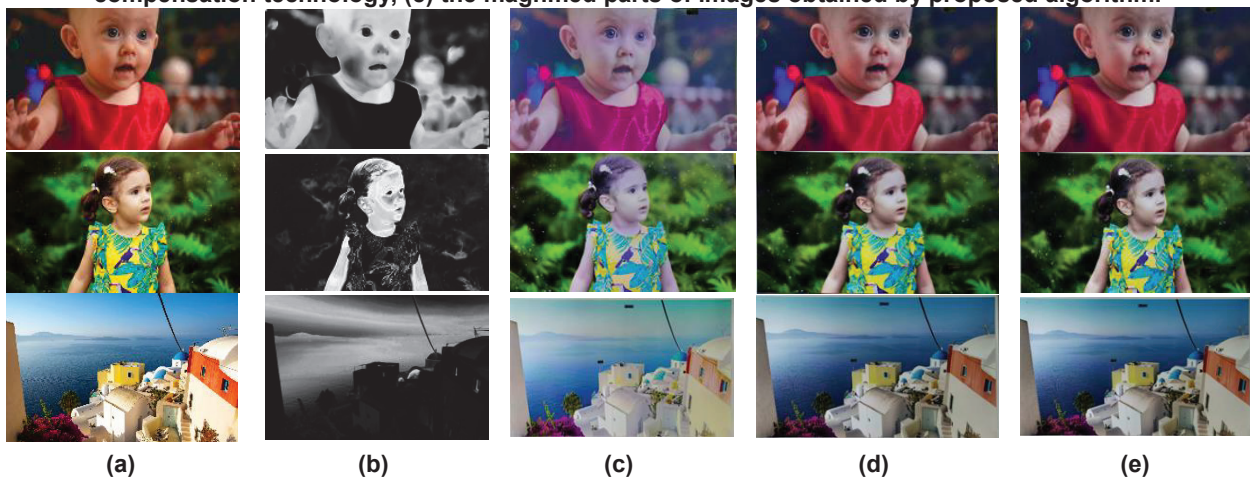 compensation technology, (c) the magnified parts of images obtained by proposed algorithm.
(a) (b) (c) (d) (e)